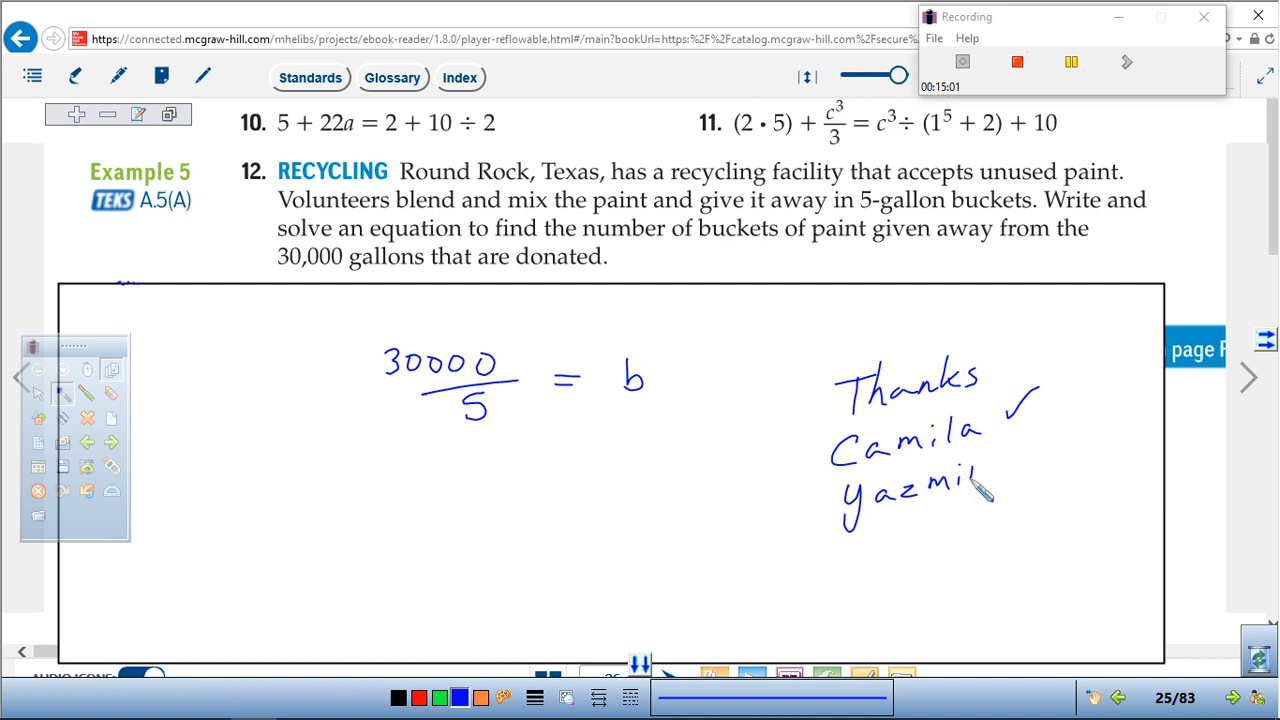 Recording
File Help
00:15:01
https://connected.mcgraw-hill.com/mhelibs/projects/ebook-reader/1.8.0/player-reflowable.html#/main?bookUrl=https:%2F%2Fcatalog.mcgraw-hill.com%2Fsecure%
Standards Glossary Index
10. 5 + 22a = 2 + 10 ÷ 2
11. (2 • 5) + c³/3 = c³ ÷ (1⁵ + 2) + 10
Example 5
TEKS A.5(A)
12. RECYCLING Round Rock, Texas, has a recycling facility that accepts unused paint.
Volunteers blend and mix the paint and give it away in 5-gallon buckets. Write and
solve an equation to find the number of buckets of paint given away from the
30,000 gallons that are donated.
30000/5 = b
Thanks
Camila ✓
page
25/83